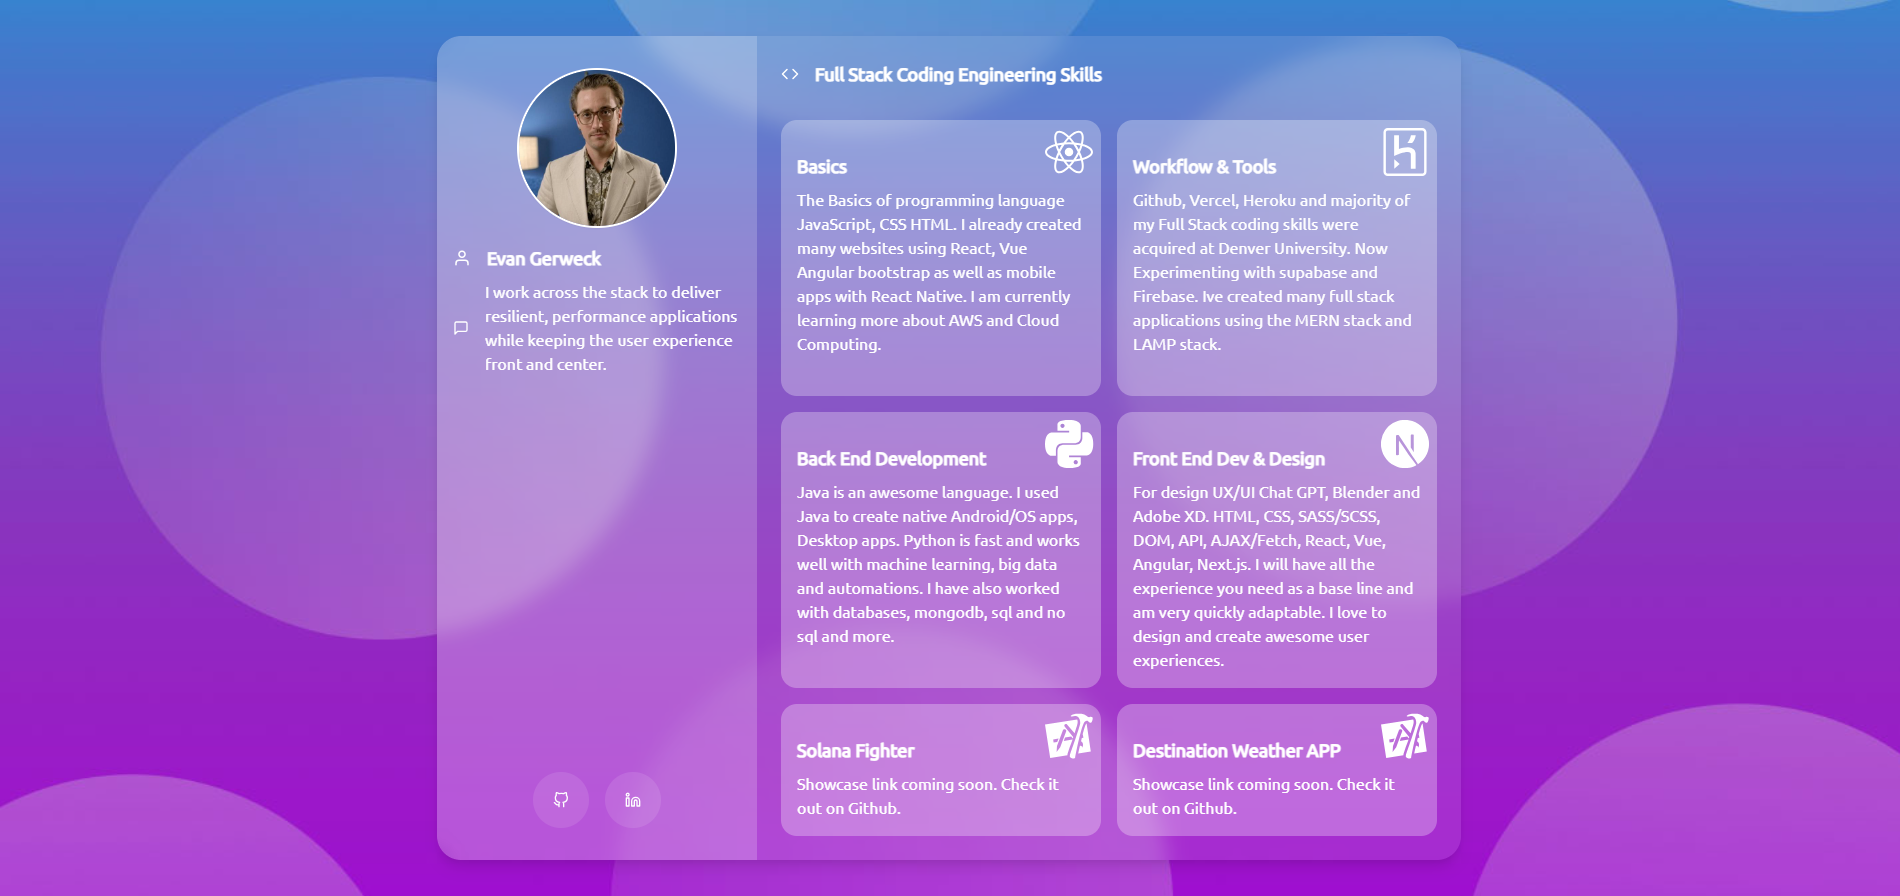 Evan Gerweck
I work across the stack to deliver
resilient, performance applications
while keeping the user experience
front and center.
Full Stack Coding Engineering Skills
Basics
The Basics of programming language
JavaScript, CSS HTML. I already created
many websites using React, Vue
Angular bootstrap as well as mobile
apps with React Native. I am currently
learning more about AWS and Cloud
Computing.
Workflow & Tools
Github, Vercel, Heroku and majority of
my Full Stack coding skills were
acquired at Denver University. Now
Experimenting with supabase and
Firebase. Ive created many full stack
applications using the MERN stack and
LAMP stack.
Back End Development
Java is an awesome language. I used
Java to create native Android/OS apps,
Desktop apps. Python is fast and works
well with machine learning, big data
and automations. I have also worked
with databases, mongodb, sql and no
sql and more.
Front End Dev & Design
For design UX/UI Chat GPT, Blender and
Adobe XD. HTML, CSS, SASS/SCSS,
DOM, API, AJAX/Fetch, React, Vue,
Angular, Next.js. I will have all the
experience you need as a base line and
am very quickly adaptable. I love to
design and create awesome user
experiences.
Solana Fighter
Showcase link coming soon. Check it
out on Github.
Destination Weather APP
Showcase link coming soon. Check it
out on Github.